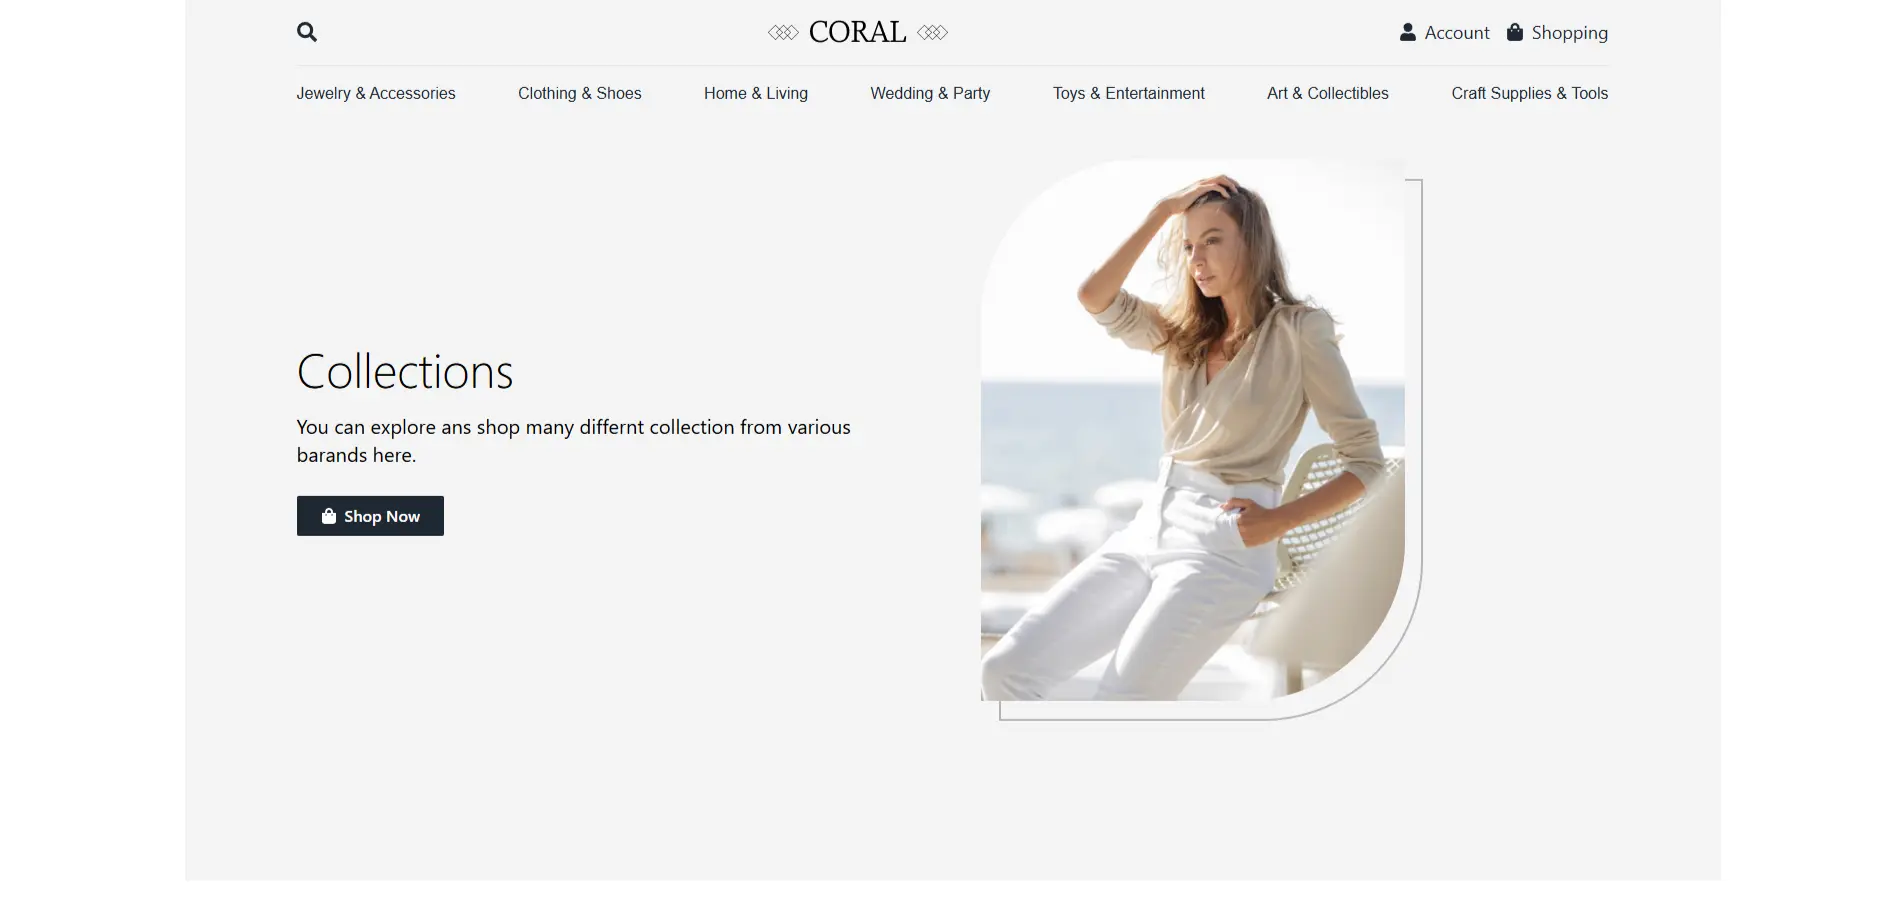 CORAL
Account
Shopping
Jewelry & Accessories
Clothing & Shoes
Home & Living
Wedding & Party
Toys & Entertainment
Art & Collectibles
Craft Supplies & Tools
Collections
You can explore ans shop many differnt collection from various
barands here.
Shop Now